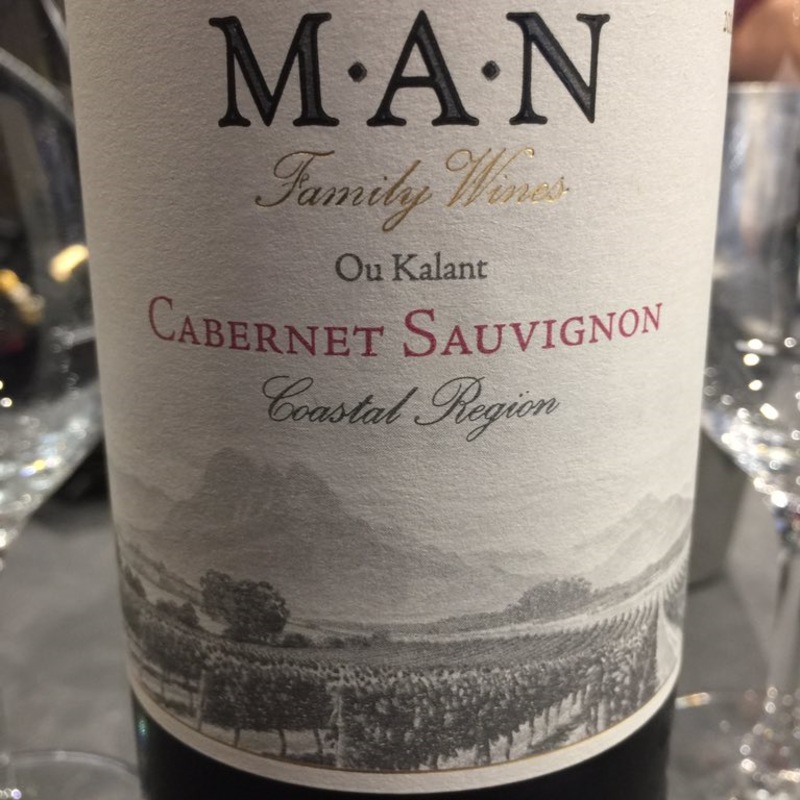 M·A·N
Family Wines
Ou Kalant
CABERNET SAUVIGNON
Coastal Region